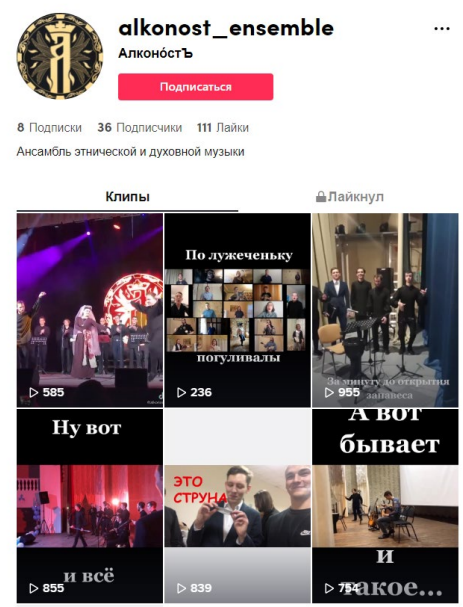 alkonost_ensemble
АлконóстЪ
Подписаться
8 Подписки 36 Подписчики 111 Лайки
Ансамбль этнической и духовной музыки
Клипы
Лайкнул
585
По лужеченьку
погуливалы
236
За минуту до открытия
занавеса
955
Ну вот
и всё
855
ЭТО
СТРУНА
839
А вот
бывает
и
такое...
754